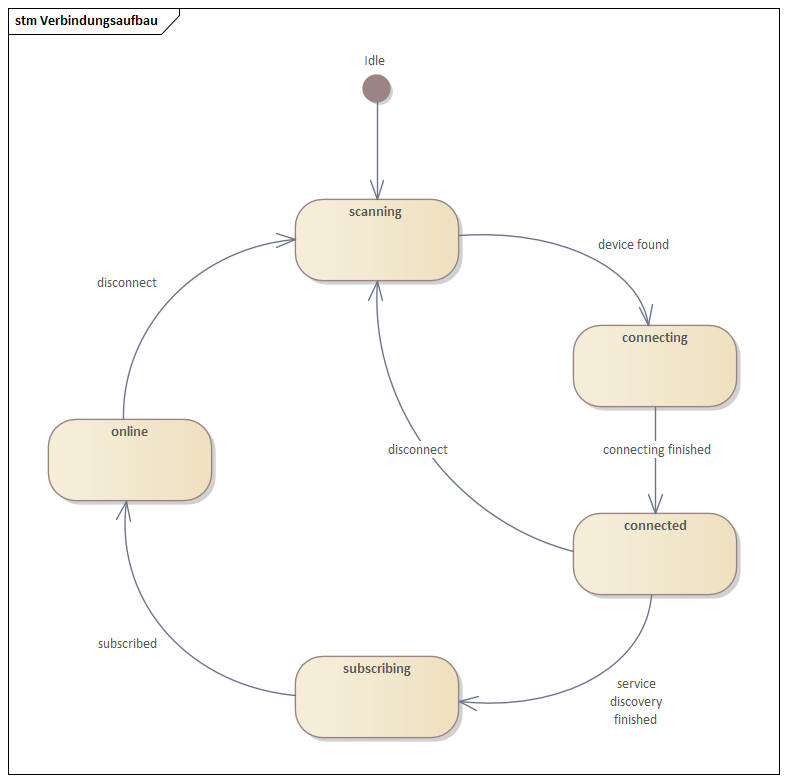 stm Verbindungsaufbau
Idle
scanning
device found
disconnect
connecting
online
disconnect
connecting finished
connected
subscribed
subscribing
service
discovery
finished